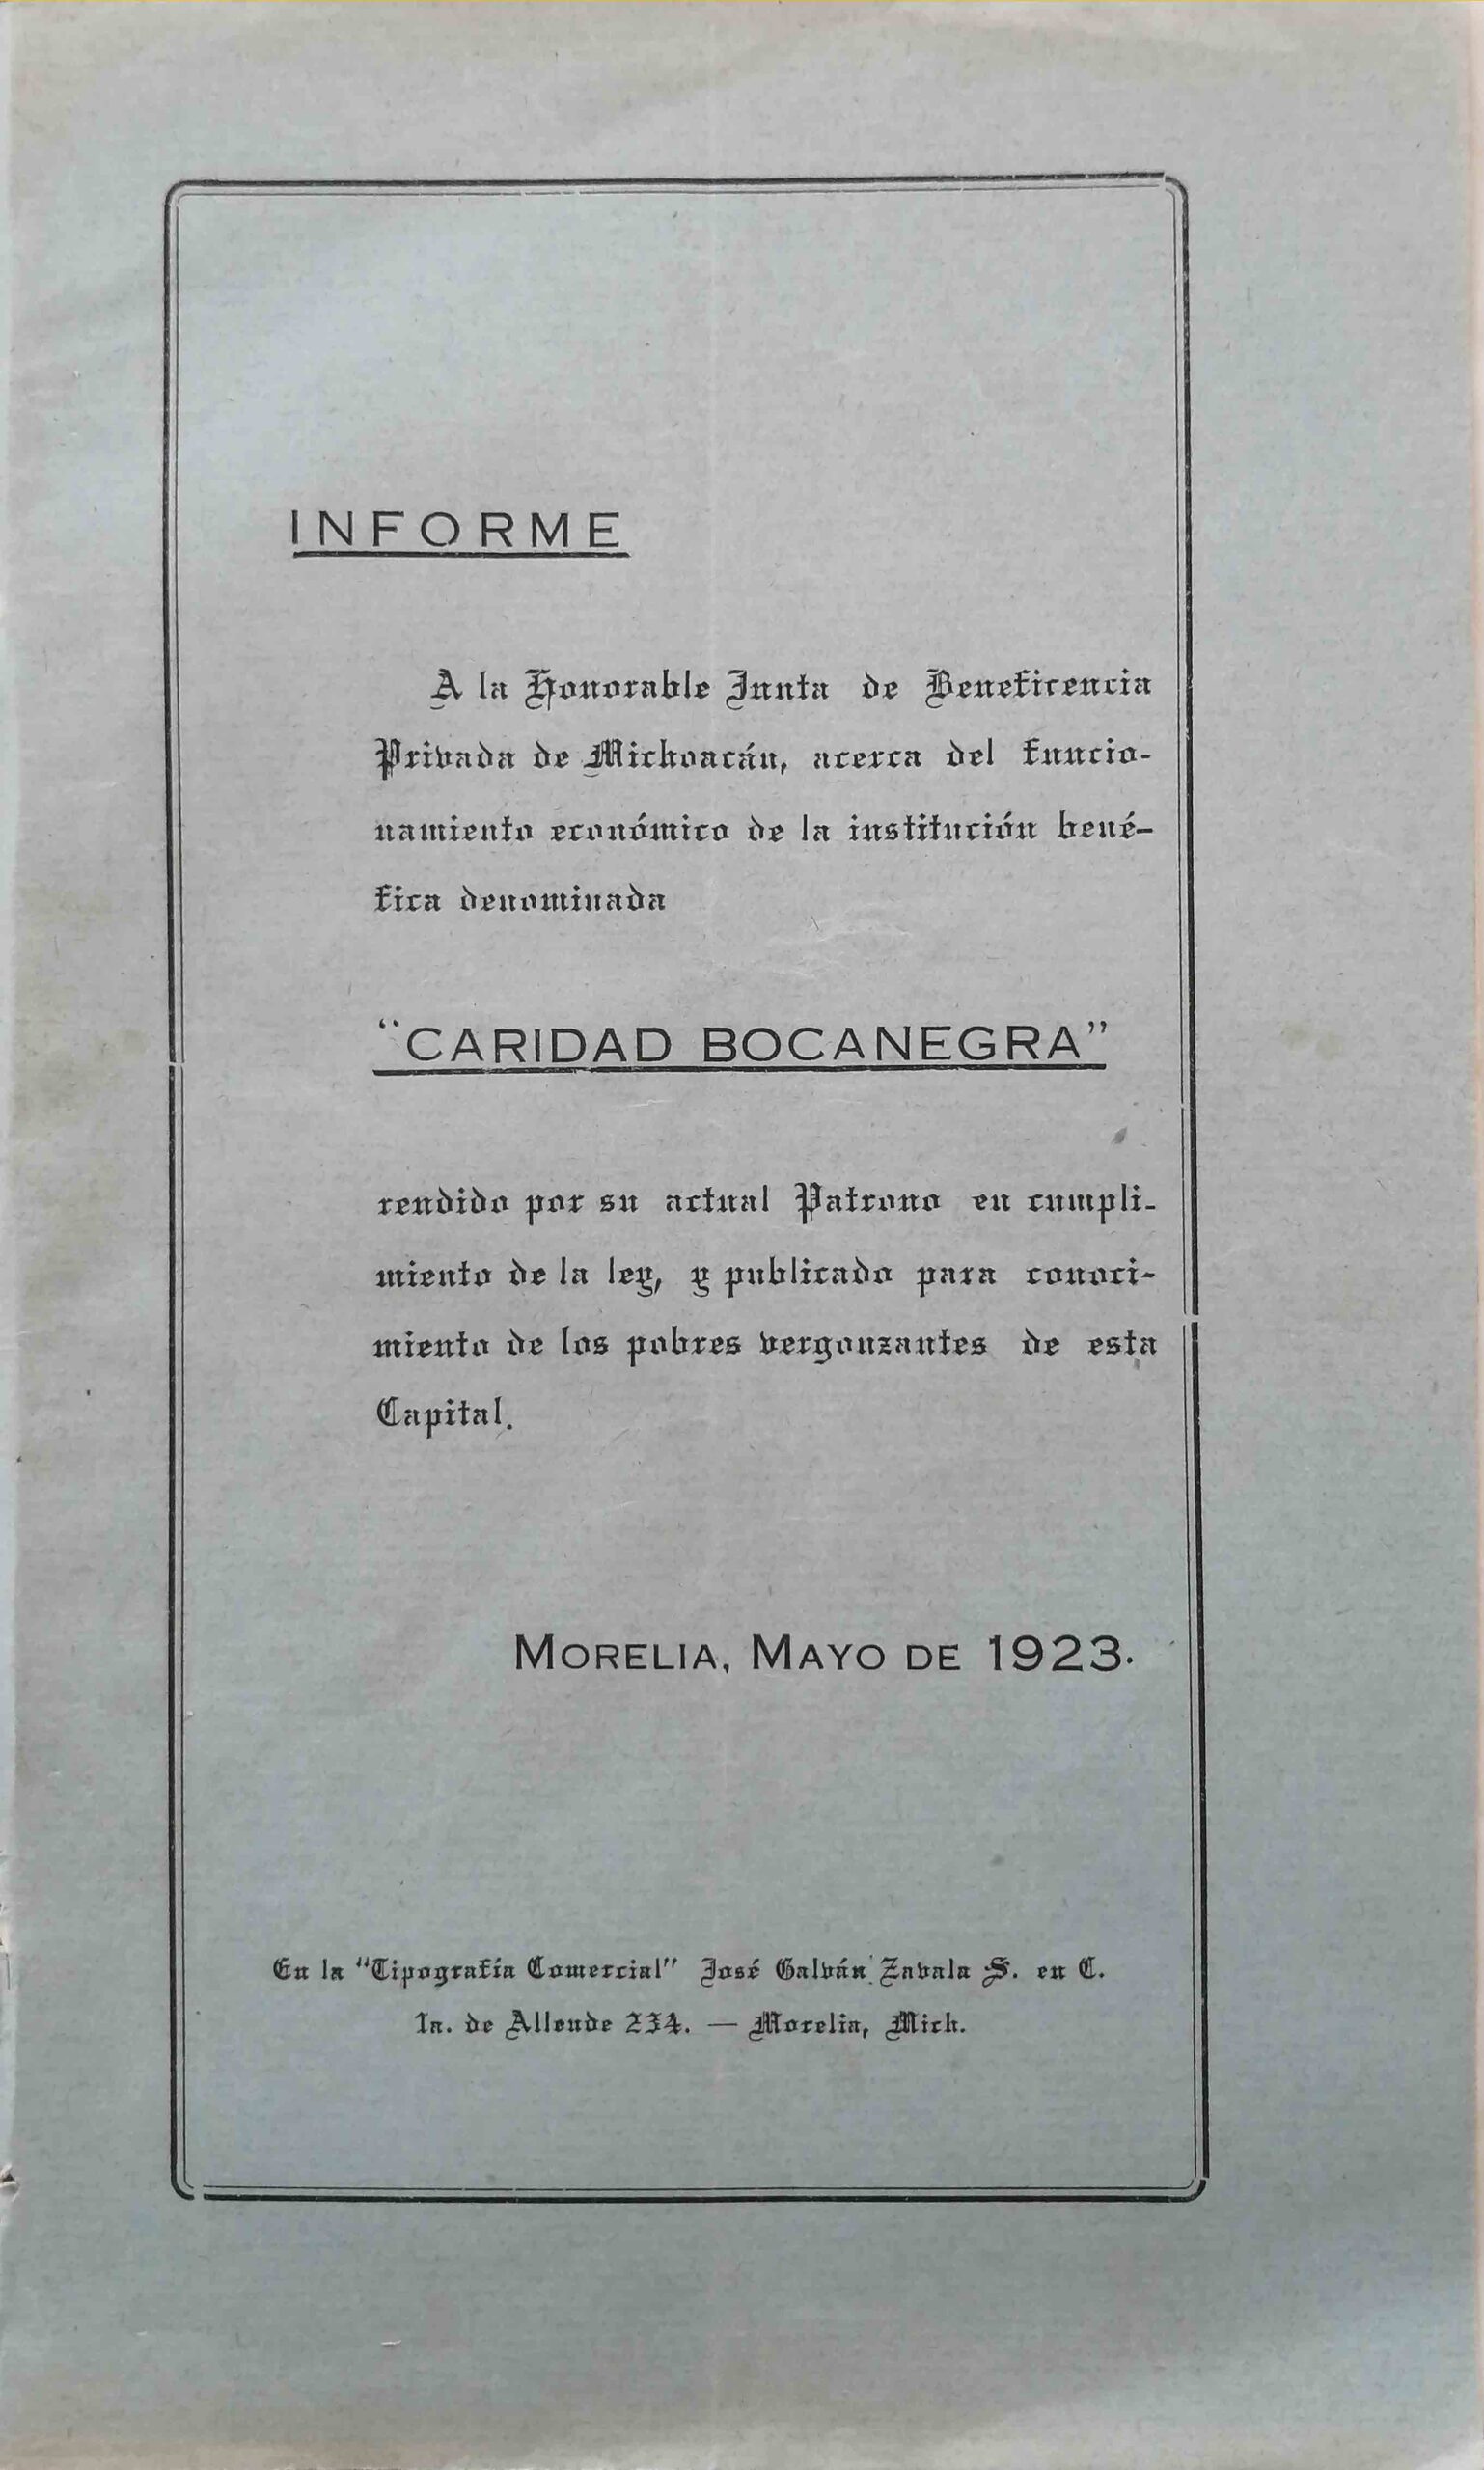 INFORME
A la Honorable Junta de Beneficencia
Privada de Michoacán, acerca del funcio-
namiento económico de la institución bené-
fica denominada
"CARIDAD BOCANEGRA"
rendido por su actual Patrono en cumpli-
miento de la ley, y publicado para conoci-
miento de los pobres vergonzantes de esta
Capital.
MORELIA, MAYO DE 1923.
En la "Tipografía Comercial" José Galván Zavala S. en C.
1a. de Allende 234. — Morelia, Mich.